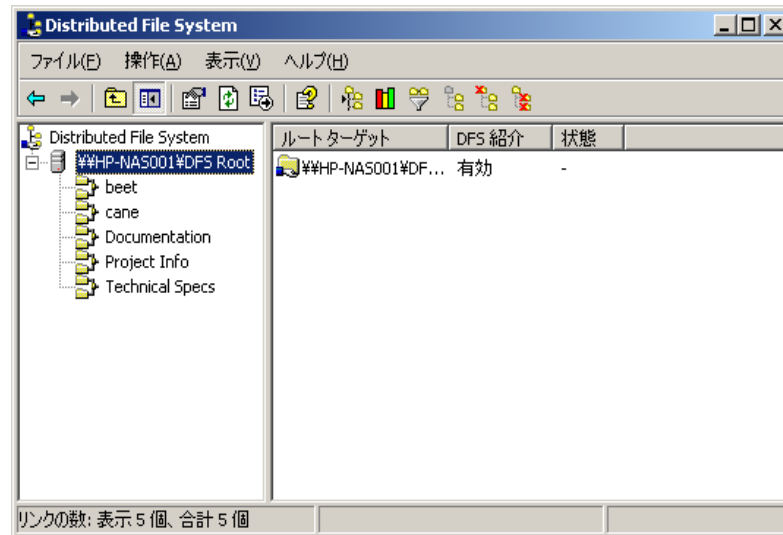 Distributed File System
ファイル(F) 操作(A) 表示(V) ヘルプ(H)
Distributed File System
¥¥HP-NAS001¥DFS Root
beet
cane
Documentation
Project Info
Technical Specs
ルート ターゲット DFS 紹介 状態
¥¥HP-NAS001¥DF... 有効 -
リンクの数: 表示 5 個、合計 5 個